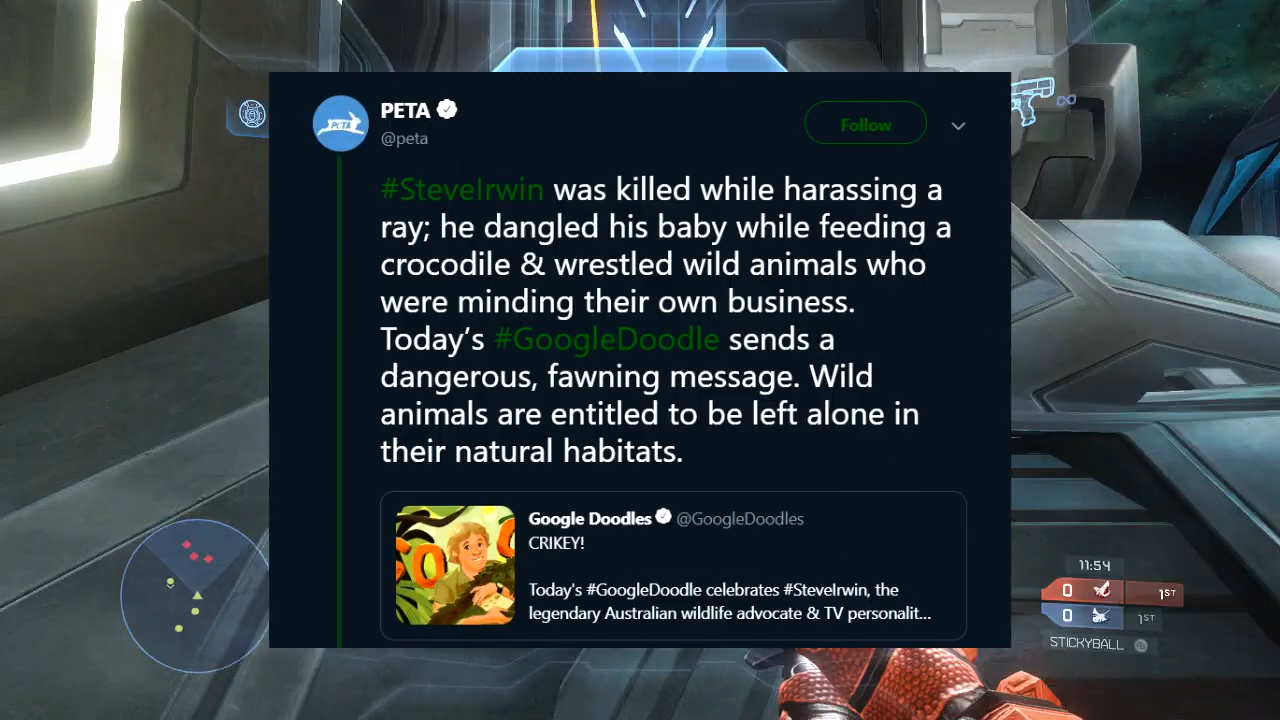 PETA
@peta
Follow
#SteveIrwin was killed while harassing a
ray; he dangled his baby while feeding a
crocodile & wrestled wild animals who
were minding their own business.
Today’s #GoogleDoodle sends a
dangerous, fawning message. Wild
animals are entitled to be left alone in
their natural habitats.
Google Doodles @GoogleDoodles
CRIKEY!
Today's #GoogleDoodle celebrates #SteveIrwin, the
legendary Australian wildlife advocate & TV personalit...
11:54
0 1ST
0 1ST
STICKYBALL